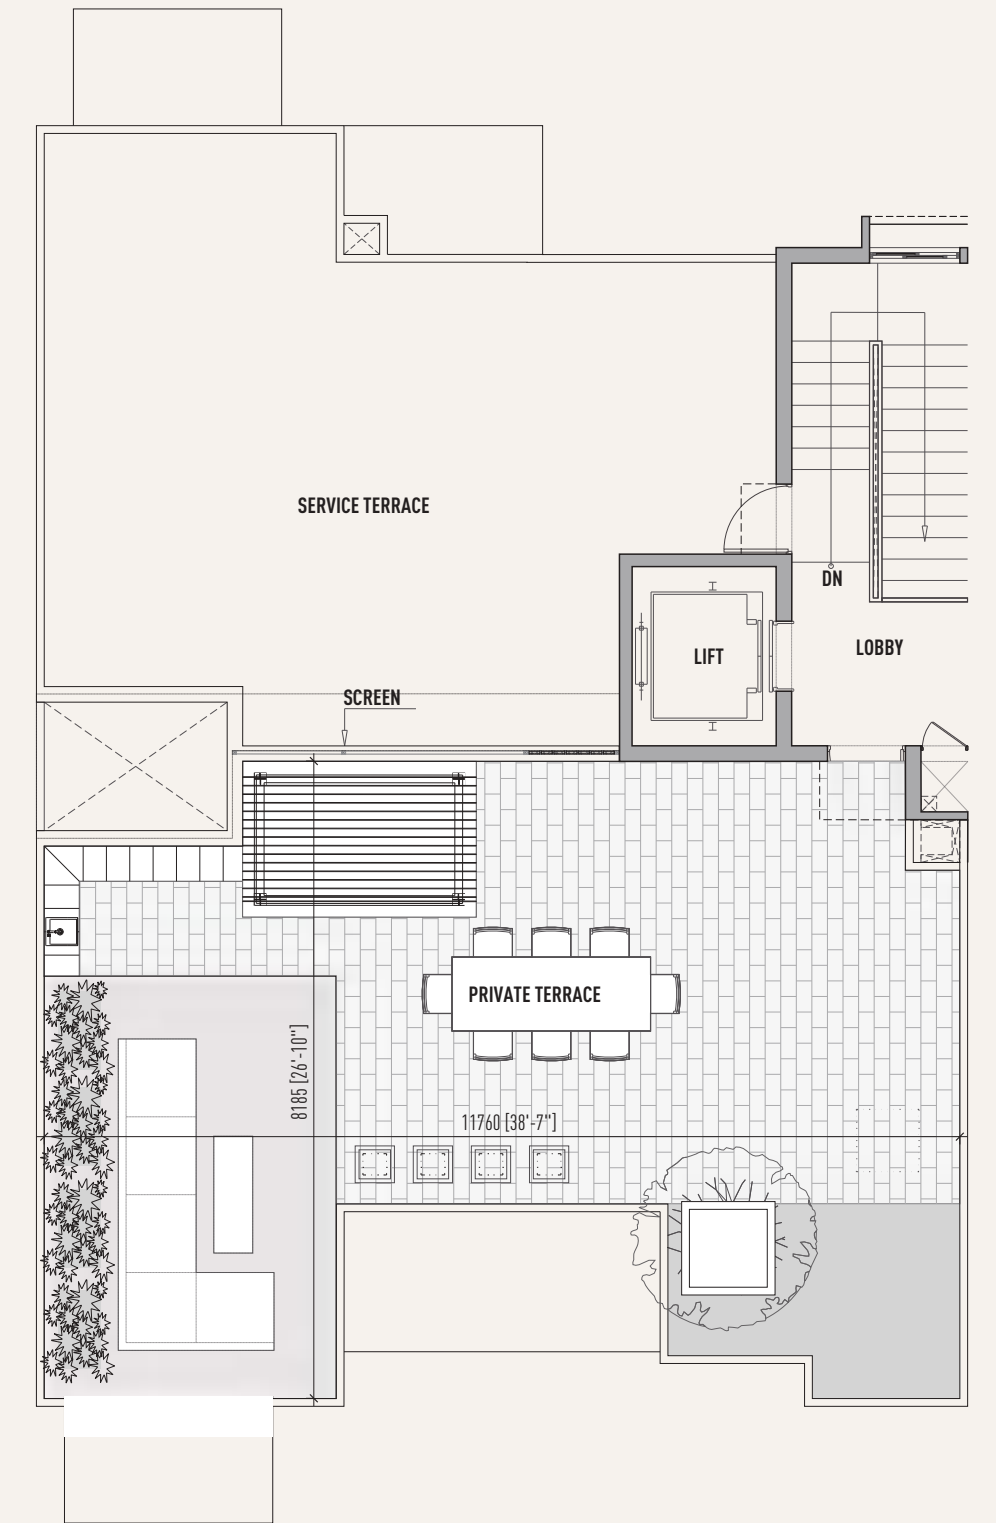 SERVICE TERRACE
DN
LOBBY
LIFT
SCREEN
PRIVATE TERRACE
8185 [26'-10"]
11760 [38'-7"]